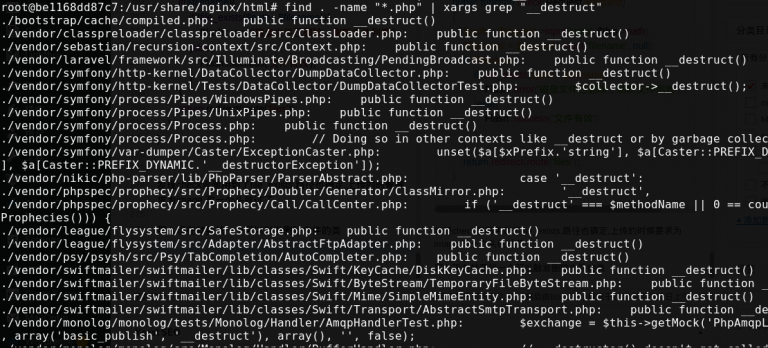 root@be1168dd87c7:/usr/share/nginx/html# find . -name "*.php" | xargs grep "__destruct"
./bootstrap/cache/compiled.php:    public function __destruct()
./vendor/classpreloader/classpreloader/src/ClassLoader.php:    public function __destruct()
./vendor/sebastian/recursion-context/src/Context.php:    public function __destruct()
./vendor/laravel/framework/src/Illuminate/Broadcasting/PendingBroadcast.php:    public function __destruct()
./vendor/symfony/http-kernel/DataCollector/DumpDataCollector.php:    public function __destruct()
./vendor/symfony/http-kernel/Tests/DataCollector/DumpDataCollectorTest.php:        $collector->__destruct();
./vendor/symfony/process/Pipes/WindowsPipes.php:    public function __destruct()
./vendor/symfony/process/Pipes/UnixPipes.php:    public function __destruct()
./vendor/symfony/process/Process.php:    public function __destruct()
./vendor/symfony/process/Process.php:        // Doing so in other contexts like __destruct or by garbage collec
./vendor/symfony/var-dumper/Caster/ExceptionCaster.php:        unset($a[$xPrefix.'string'], $a[Caster::PREFIX_D
], $a[Caster::PREFIX_DYNAMIC.'__destructorException']);
./vendor/nikic/php-parser/lib/PhpParser/ParserAbstract.php:            case '__destruct':
./vendor/phpspec/prophecy/src/Prophecy/Doubler/Generator/ClassMirror.php:        '__destruct',
./vendor/phpspec/prophecy/src/Prophecy/Call/CallCenter.php:        if ('__destruct' === $methodName || 0 == cou
Prophecies())) {
./vendor/league/flysystem/src/SafeStorage.php:    public function __destruct()
./vendor/league/flysystem/src/Adapter/AbstractFtpAdapter.php:    public function __destruct()
./vendor/psy/psysh/src/Psy/TabCompletion/AutoCompleter.php:    public function __destruct()
./vendor/swiftmailer/swiftmailer/lib/classes/Swift/KeyCache/DiskKeyCache.php:    public function __destruct()
./vendor/swiftmailer/swiftmailer/lib/classes/Swift/ByteStream/TemporaryFileByteStream.php:    public function __
./vendor/swiftmailer/swiftmailer/lib/classes/Swift/Mime/SimpleMimeEntity.php:    public function __destruct()
./vendor/swiftmailer/swiftmailer/lib/classes/Swift/Transport/AbstractSmtpTransport.php:    public function __des
./vendor/monolog/monolog/tests/Monolog/Handler/AmqpHandlerTest.php:        $exchange = $this->getMock('PhpAmqpL
, array('basic_publish', '__destruct'), array(), '', false);